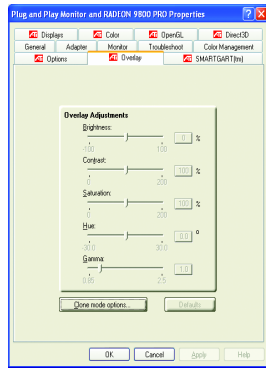 Plug and Play Monitor and RADEON 9800 PRO Properties
Displays Color OpenGL Direct3D
General Adapter Monitor Troubleshoot Color Management
Options Overlay SMARTGART(tm)
Overlay Adjustments
Brightness:
0 %
-100 100
Contrast:
100 %
0 200
Saturation:
100 %
0 200
Hue:
0.0 °
-30.0 30.0
Gamma:
1.0
0.85 2.5
Clone mode options... Defaults
OK Cancel Apply Help